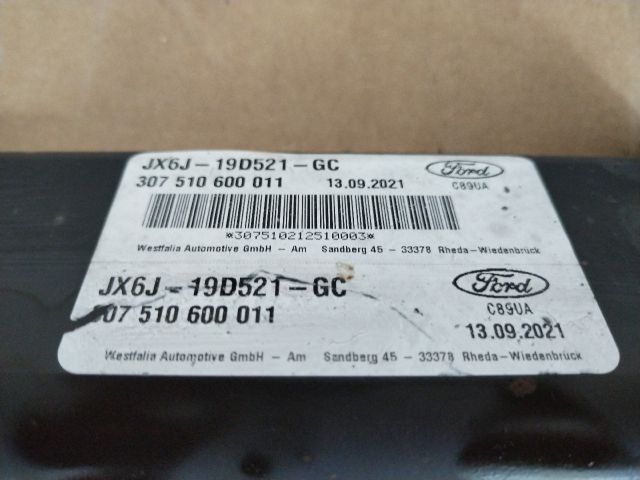 JX6J-19D521-GC
Ford
307 510 600 011 13.09.2021 C89UA
*307510212510003*
Westfalia Automotive GmbH - Am Sandberg 45 - 33378 Rheda-Wiedenbrück
JX6J-19D521-GC
Ford
307 510 600 011
C89UA
13.09.2021
Westfalia Automotive GmbH - Am Sandberg 45 - 33378 Rheda-Wiedenbrück